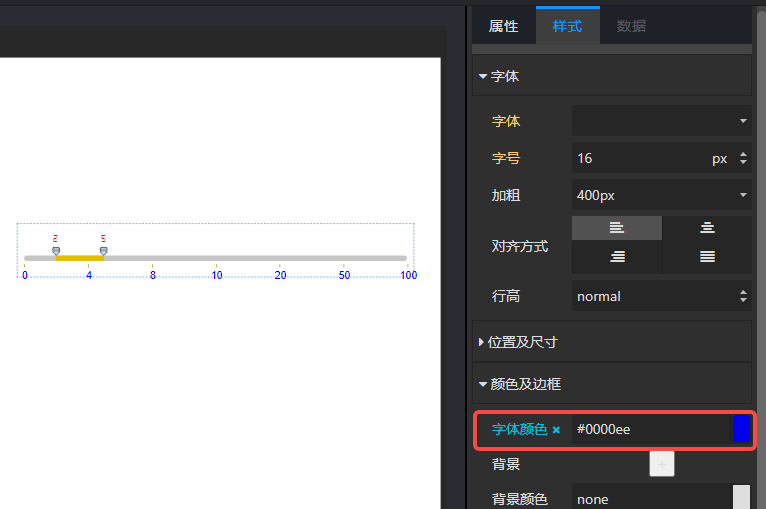 属性 样式 数据
字体
字体
字号 16 px
加粗 400px
对齐方式
行高 normal
位置及尺寸
颜色及边框
字体颜色 × #0000ee
背景 +
背景颜色 none
0 4 8 10 20 50 100